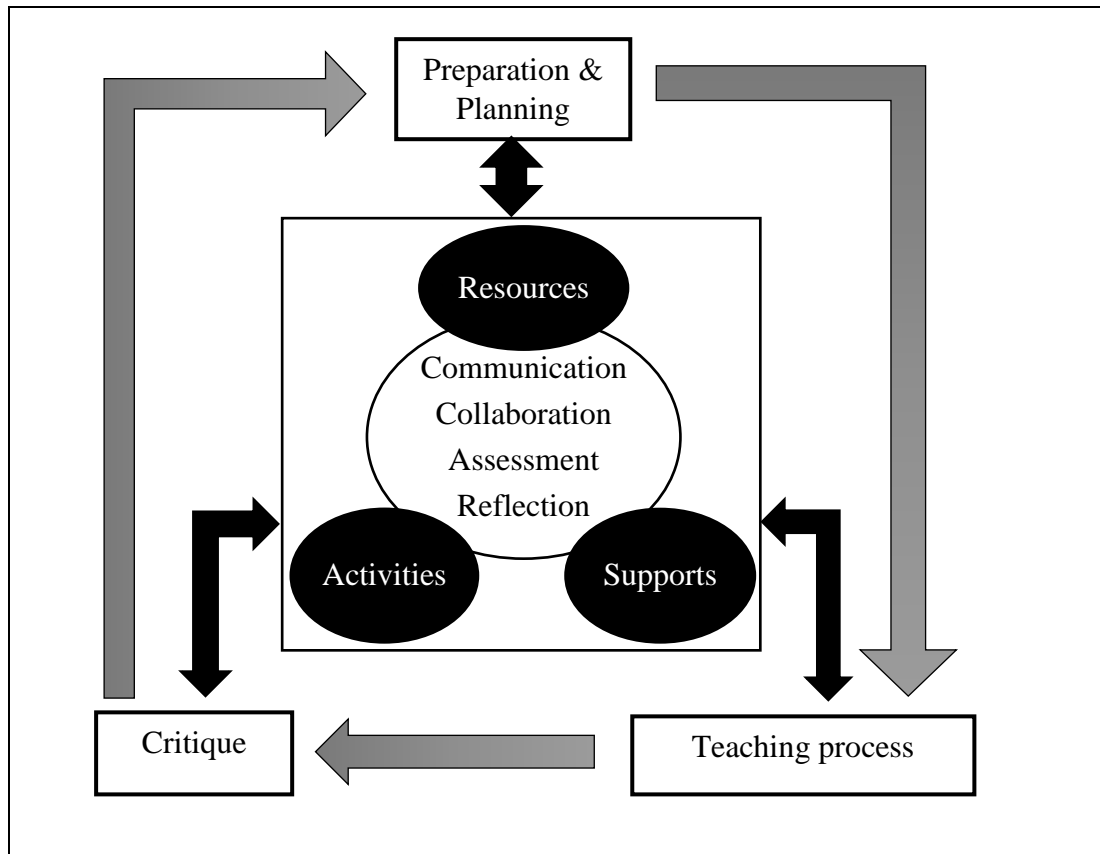 Preparation &
Planning
Resources
Communication
Collaboration
Assessment
Reflection
Activities
Supports
Critique
Teaching process